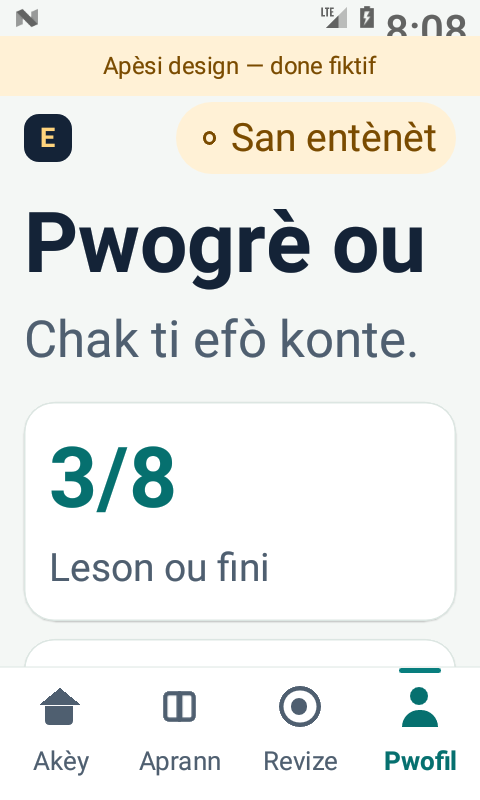 LTE
8:08
Apèsi design — done fiktif
E
San entènèt
Pwogrè ou
Chak ti efò konte.
3/8
Leson ou fini
Akèy
Aprann
Revize
Pwofil